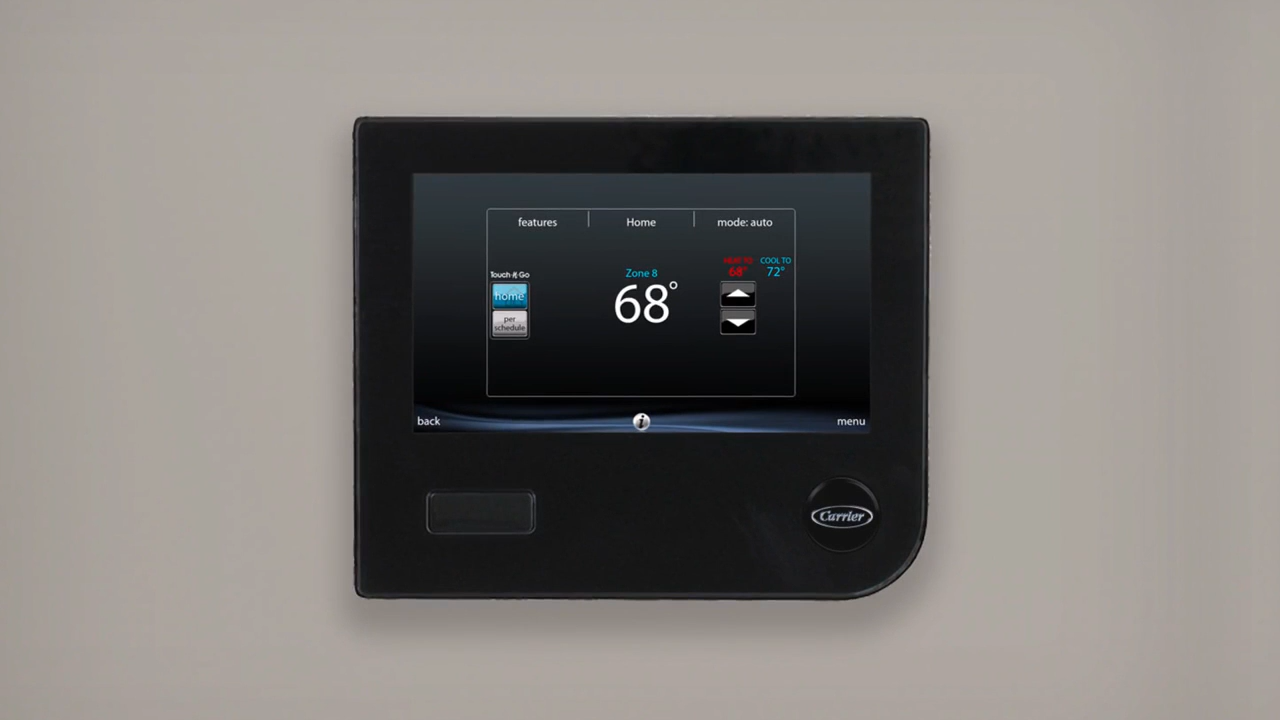 features
Home
mode: auto
HEAT TO
COOL TO
68°
72°
Touch-N-Go
Zone 8
home
68°
per
schedule
back
i
menu
Carrier